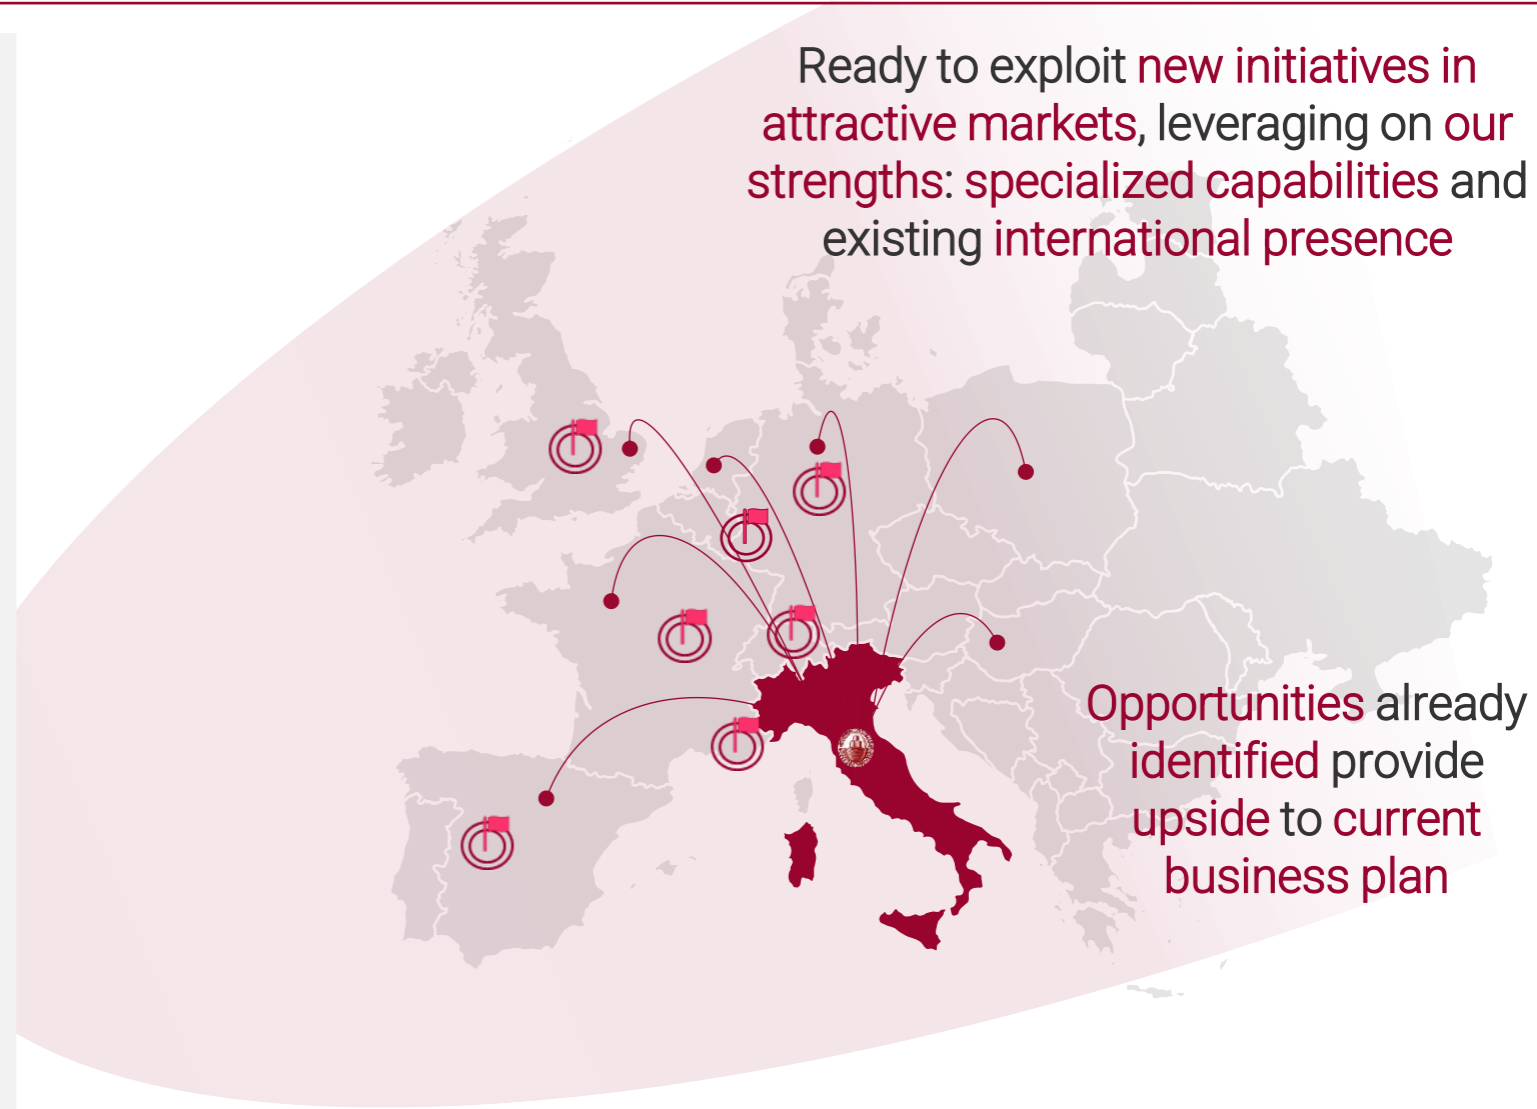 Ready to exploit new initiatives in
attractive markets, leveraging on our
strengths: specialized capabilities and
existing international presence
Opportunities already
identified provide
upside to current
business plan